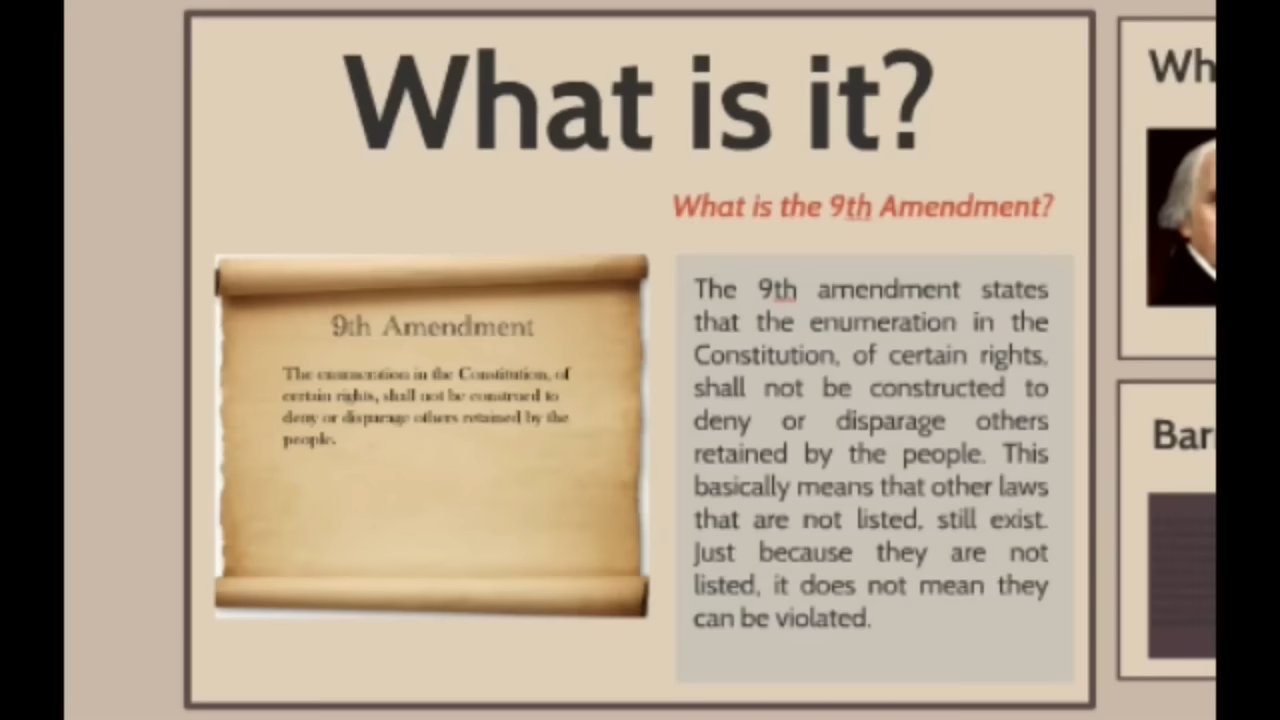 What is it?
What is the 9th Amendment?
9th Amendment
The enumeration in the Constitution, of
certain rights, shall not be construed to
deny or disparage others retained by the
people.
The 9th amendment states
that the enumeration in the
Constitution, of certain rights,
shall not be constructed to
deny or disparage others
retained by the people. This
basically means that other laws
that are not listed, still exist.
Just because they are not
listed, it does not mean they
can be violated.
Wh
Bar